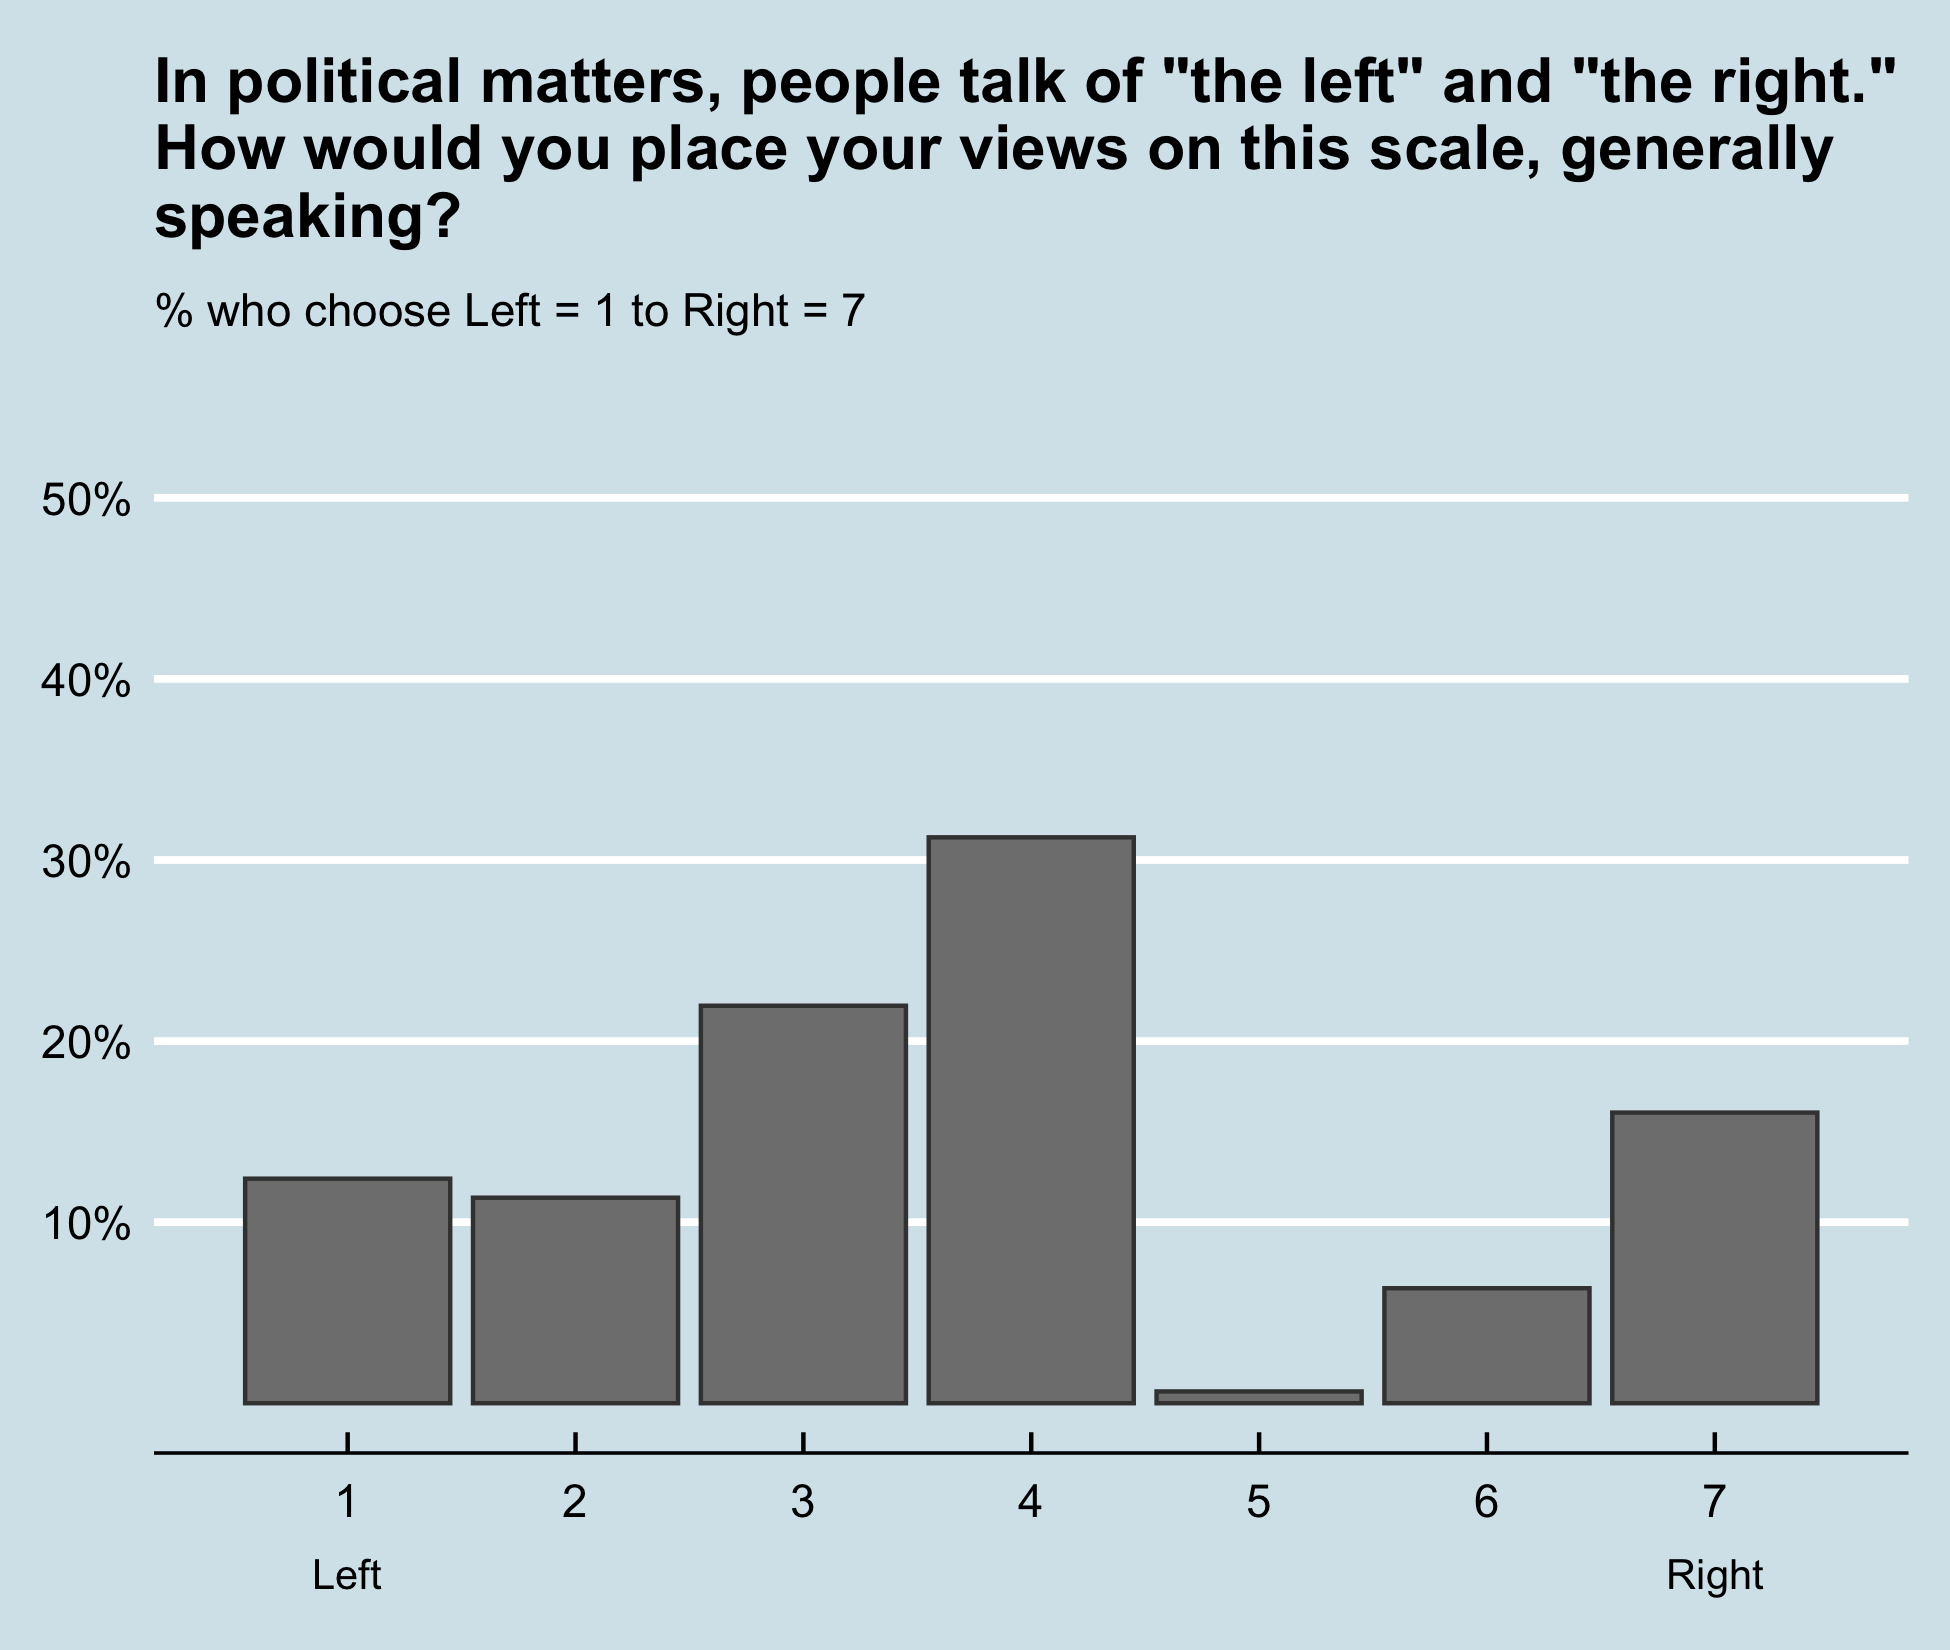 In political matters, people talk of "the left" and "the right."
How would you place your views on this scale, generally
speaking?
% who choose Left = 1 to Right = 7
50%
40%
30%
20%
10%
1 2 3 4 5 6 7
Left Right